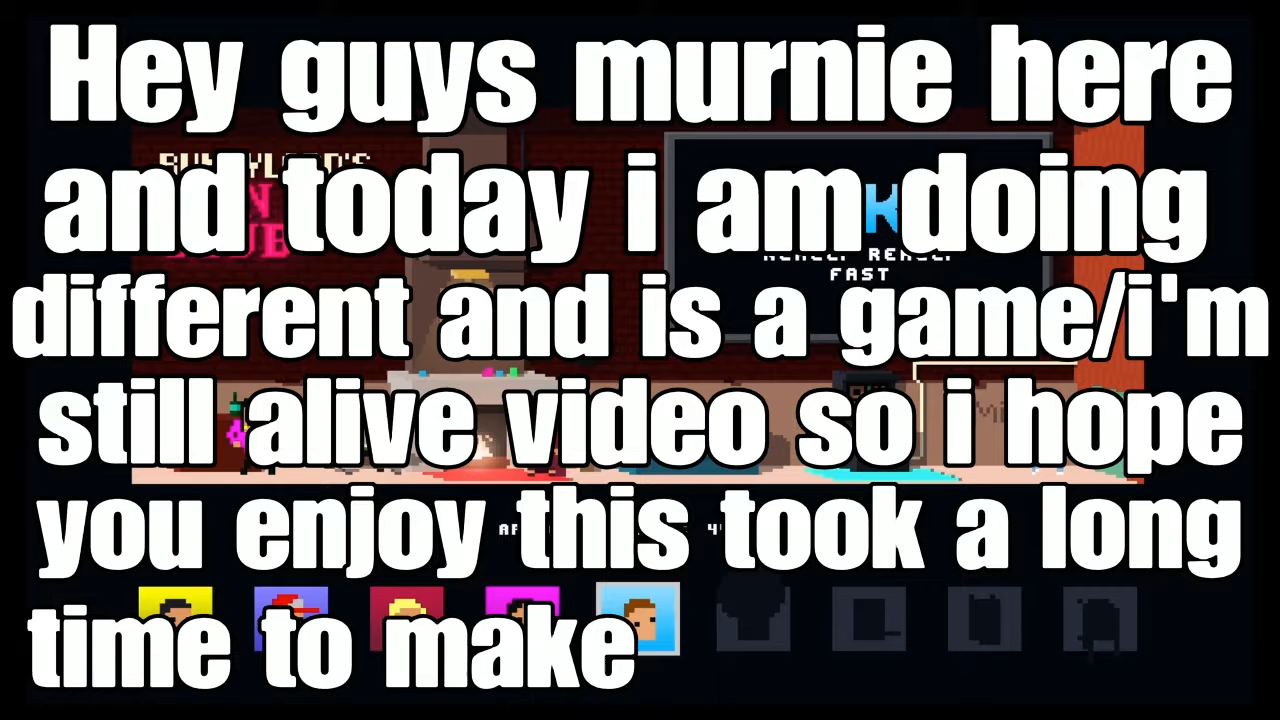 Hey guys murnie here
and today i am doing
different and is a game/i'm
still alive video so i hope
you enjoy this took a long
time to make
FAST